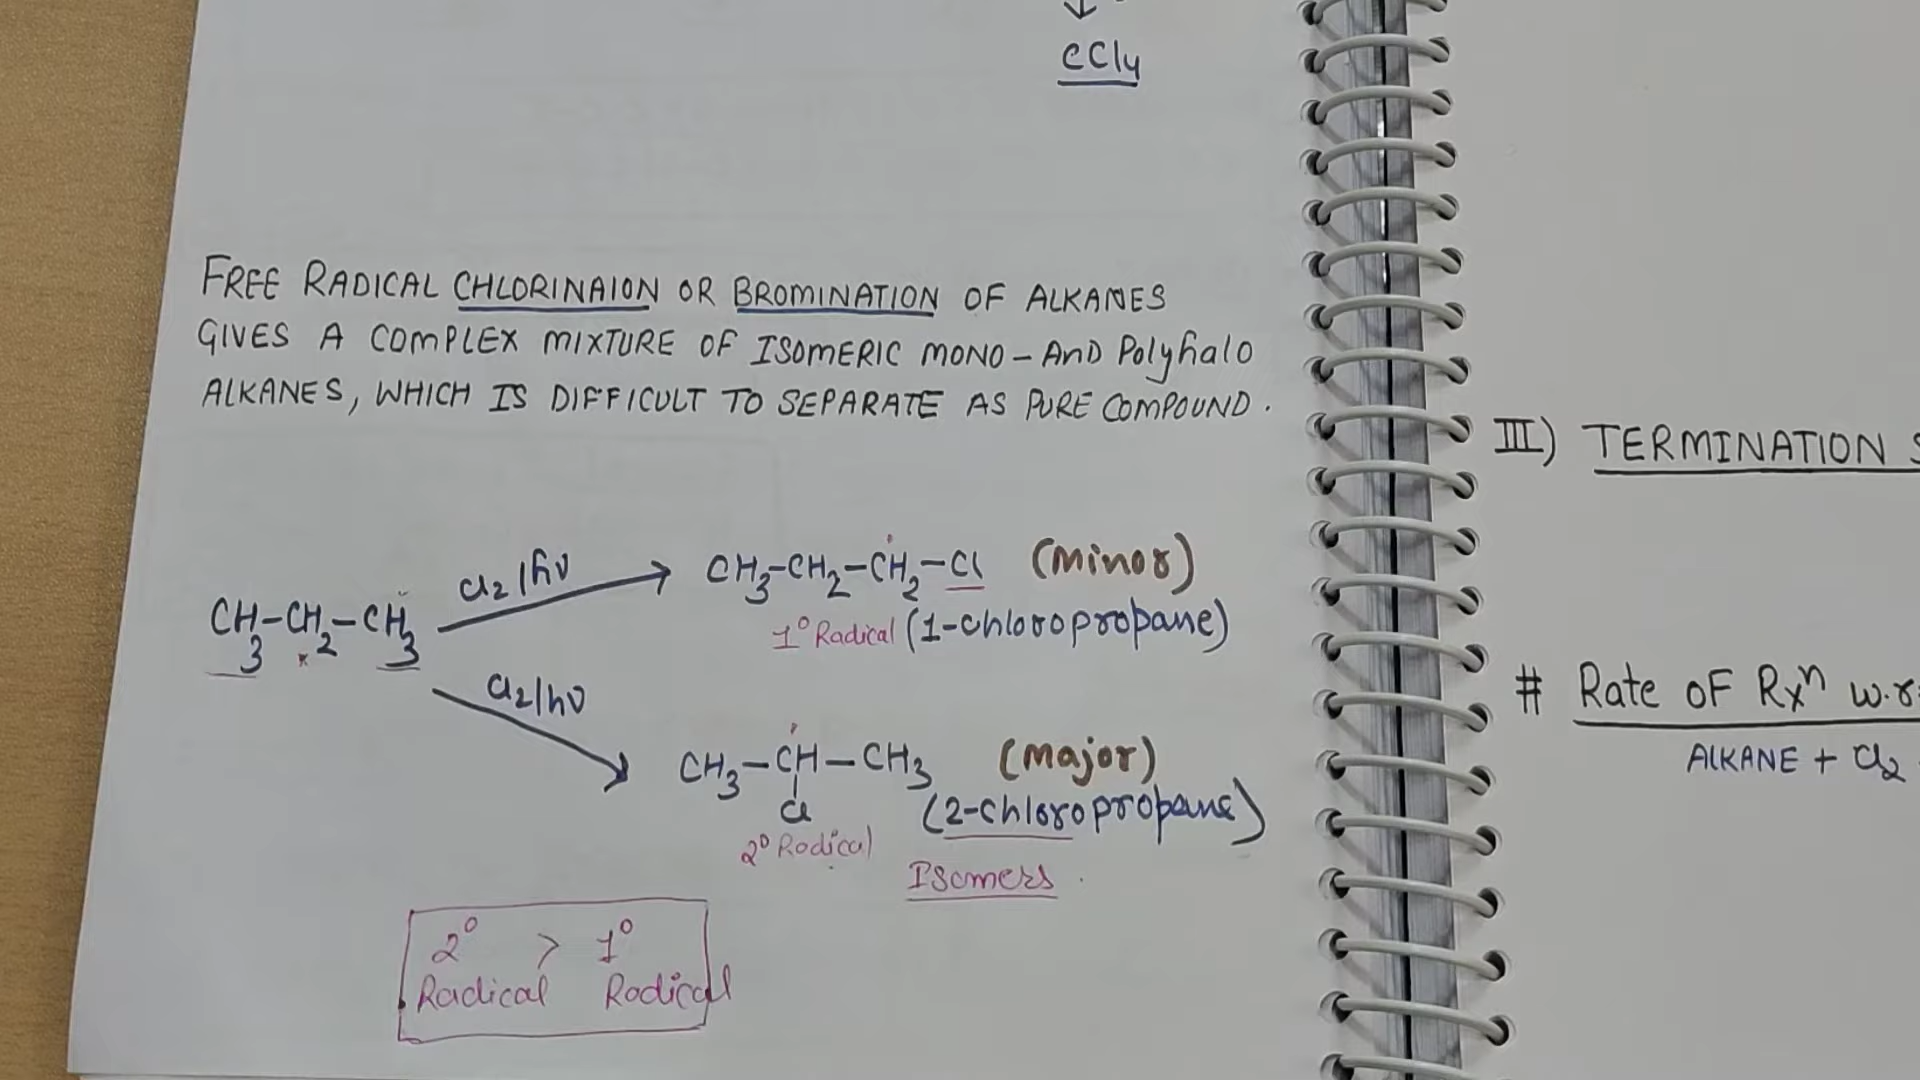 CCl4
FREE RADICAL CHLORINAION OR BROMINATION OF ALKANES
GIVES A COMPLEX MIXTURE OF ISOMERIC MONO-AND Polyhalo
ALKANES, WHICH IS DIFFICULT TO SEPARATE AS PURE COMPOUND.
CH3-CH2-CH3
Cl2/hν
CH3-CH2-CH2-Cl (Minor)
1° Radical (1-chloropropane)
Cl2/hν
CH3-CH-CH3 (Major)
Cl
(2-chloropropane)
2° Radical
Isomers
2° > 1°
Radical Radical
III) TERMINATION S
# Rate OF Rxn w.r
ALKANE + Cl2